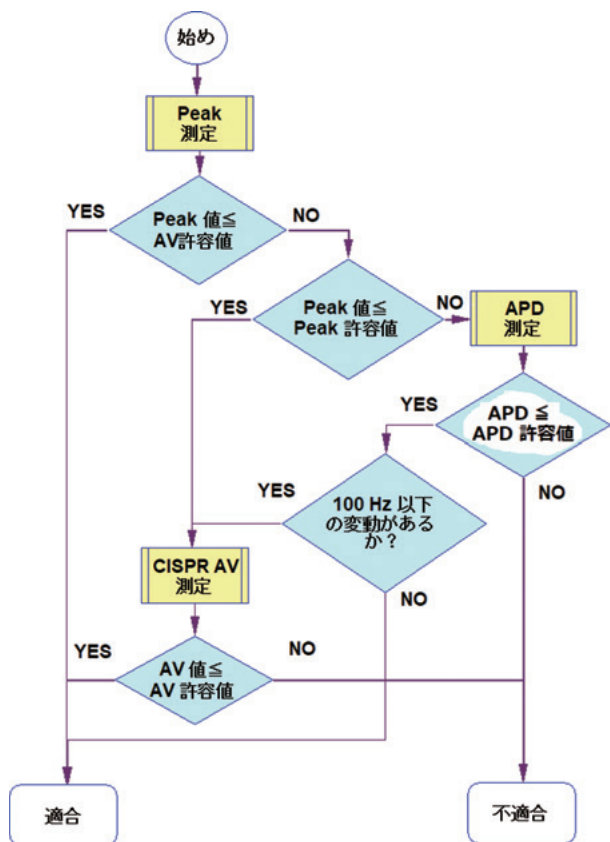 始め
Peak
測定
YES
Peak 値≦
AV許容値
NO
YES
Peak 値≦
Peak 許容値
NO
APD
測定
YES
APD ≦
APD 許容値
NO
YES
100 Hz 以下
の変動がある
か？
NO
CISPR AV
測定
YES
AV 値≦
AV 許容値
NO
適合
不適合